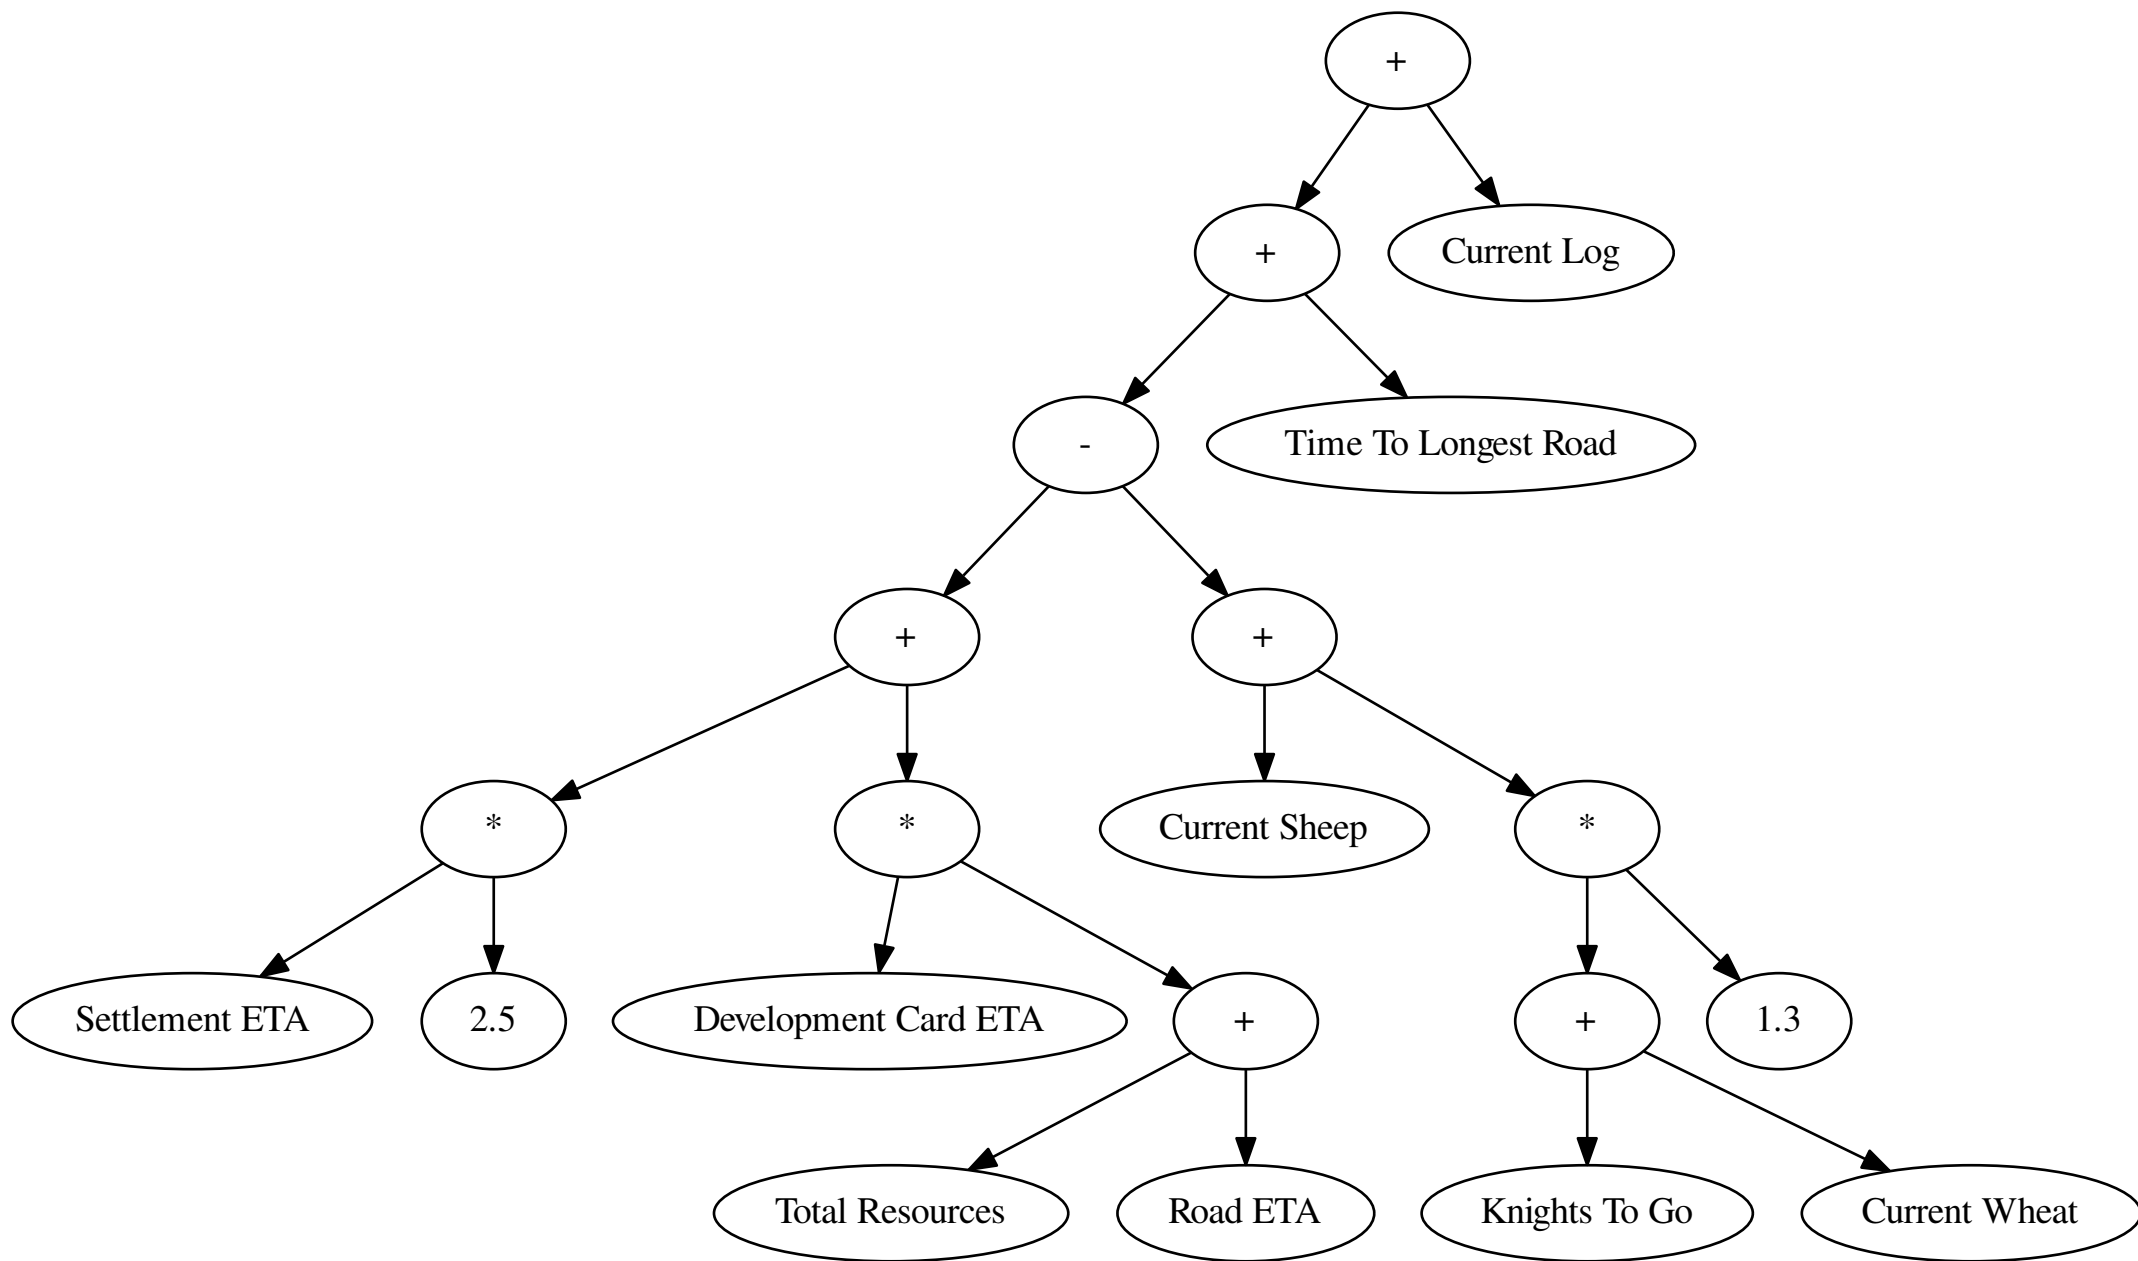 +
+
Current Log
-
Time To Longest Road
+
+
*
*
Current Sheep
*
Settlement ETA
2.5
Development Card ETA
+
+
1.3
Total Resources
Road ETA
Knights To Go
Current Wheat